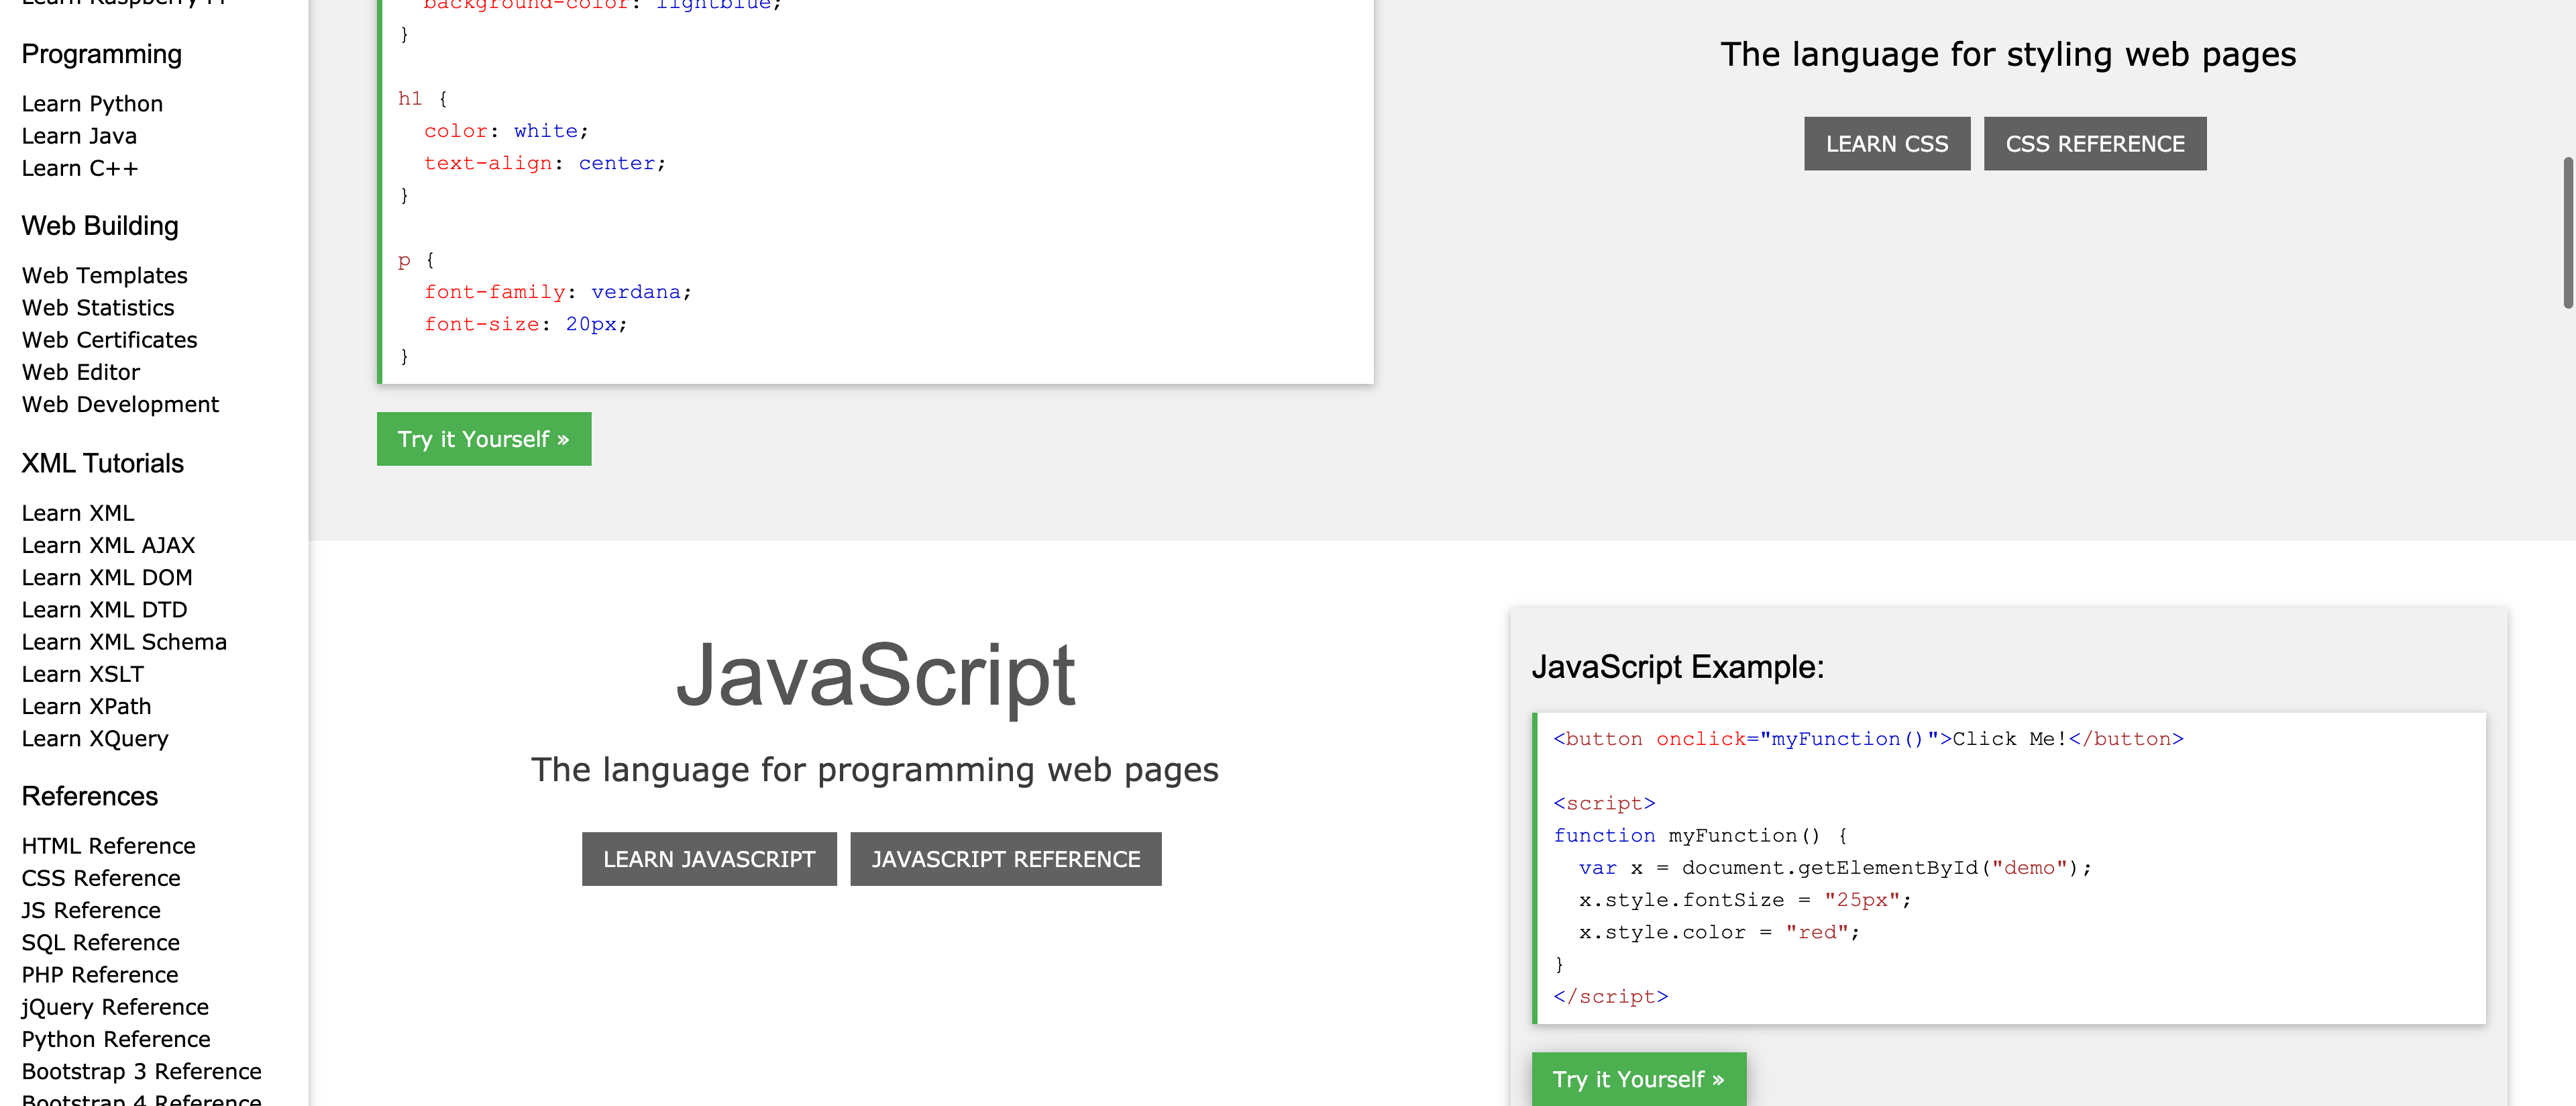 Learn Raspberry Pi
Programming
Learn Python
Learn Java
Learn C++
Web Building
Web Templates
Web Statistics
Web Certificates
Web Editor
Web Development
XML Tutorials
Learn XML
Learn XML AJAX
Learn XML DOM
Learn XML DTD
Learn XML Schema
Learn XSLT
Learn XPath
Learn XQuery
References
HTML Reference
CSS Reference
JS Reference
SQL Reference
PHP Reference
jQuery Reference
Python Reference
Bootstrap 3 Reference
Bootstrap 4 Reference
background-color: lightblue;
}
h1 {
color: white;
text-align: center;
}
p {
font-family: verdana;
font-size: 20px;
}
Try it Yourself »
The language for styling web pages
LEARN CSS CSS REFERENCE
JavaScript
The language for programming web pages
LEARN JAVASCRIPT JAVASCRIPT REFERENCE
JavaScript Example:
<button onclick="myFunction()">Click Me!</button>
<script>
function myFunction() {
var x = document.getElementById("demo");
x.style.fontSize = "25px";
x.style.color = "red";
}
</script>
Try it Yourself »